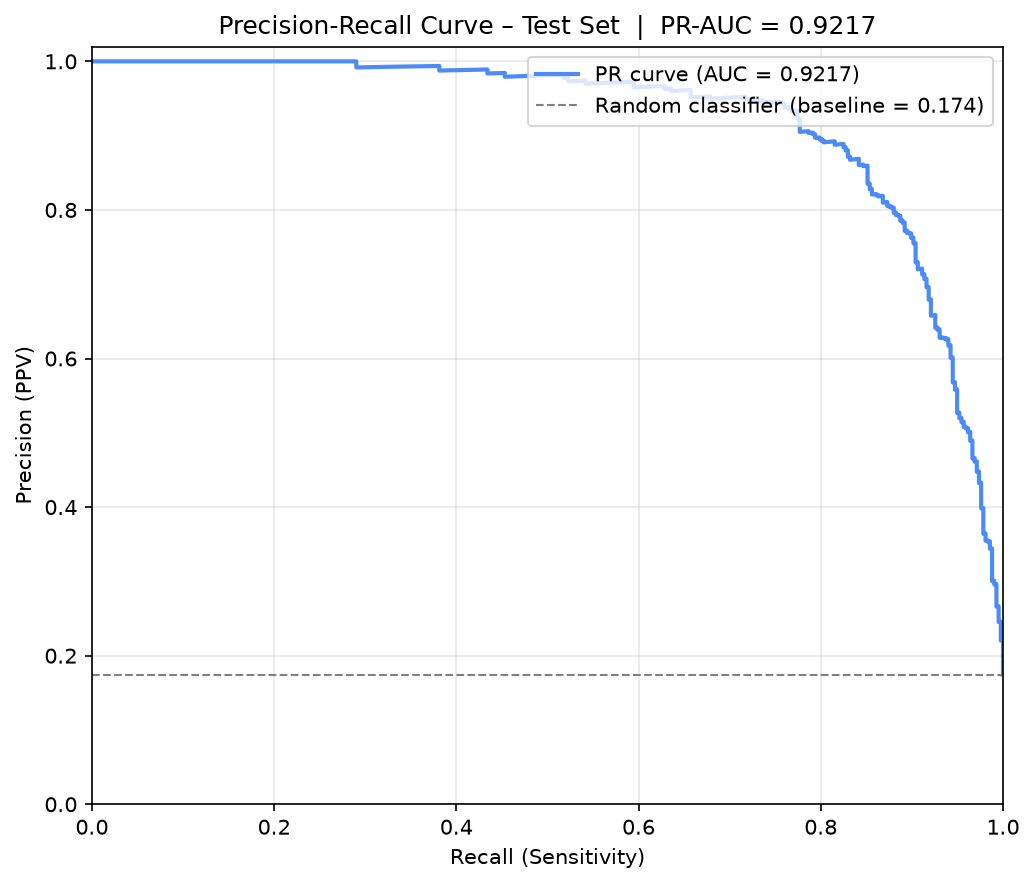 Precision-Recall Curve – Test Set | PR-AUC = 0.9217
PR curve (AUC = 0.9217)
Random classifier (baseline = 0.174)
Precision (PPV)
1.0
0.8
0.6
0.4
0.2
0.0
0.0 0.2 0.4 0.6 0.8 1.0
Recall (Sensitivity)